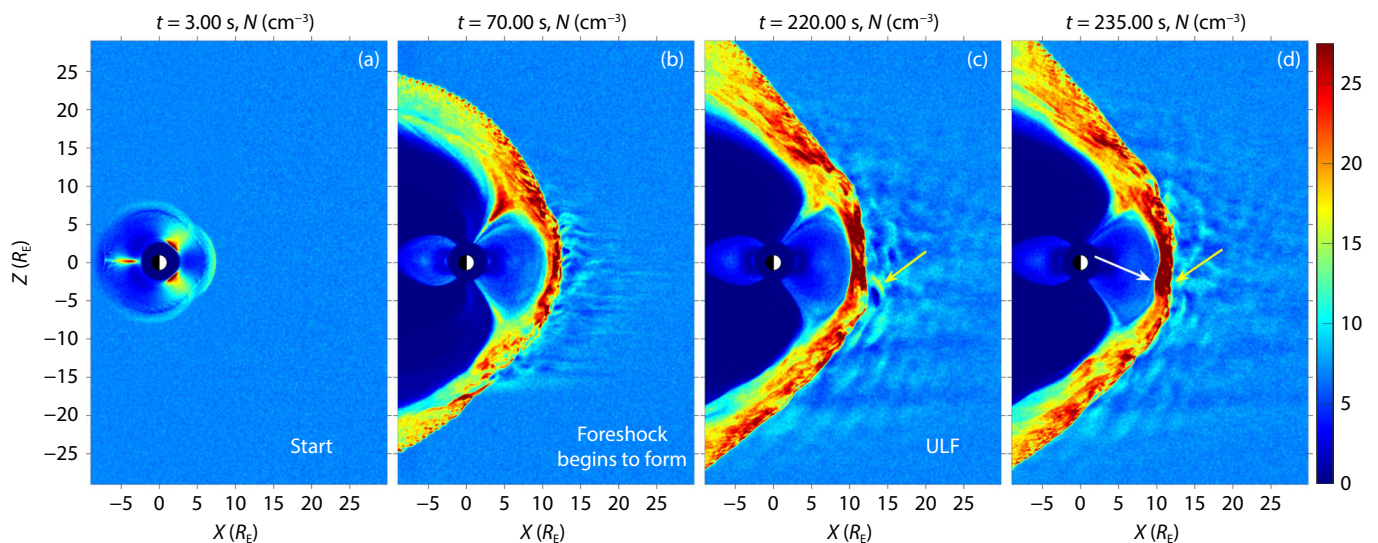 t = 3.00 s, N (cm⁻³)
t = 70.00 s, N (cm⁻³)
t = 220.00 s, N (cm⁻³)
t = 235.00 s, N (cm⁻³)
(a)
(b)
(c)
(d)
25
20
15
10
5
0
−5
−10
−15
−20
−25
Z (R_E)
Start
Foreshock
begins to form
ULF
−5 0 5 10 15 20 25
−5 0 5 10 15 20 25
−5 0 5 10 15 20 25
−5 0 5 10 15 20 25
X (R_E)
X (R_E)
X (R_E)
X (R_E)
25
20
15
10
5
0